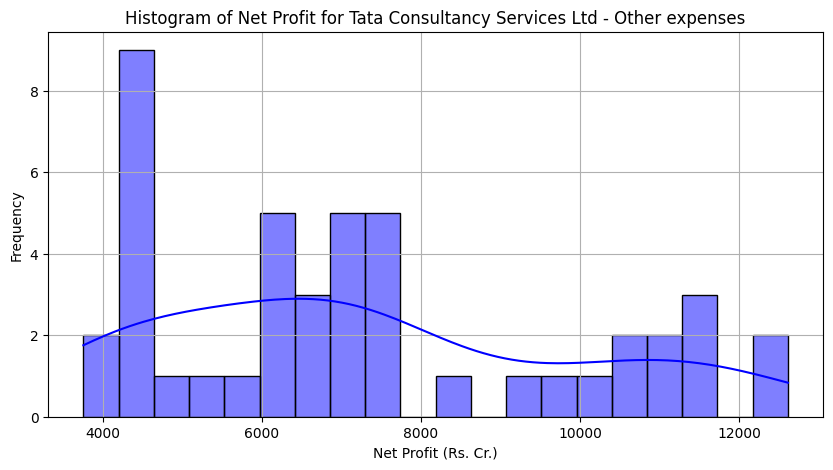 Histogram of Net Profit for Tata Consultancy Services Ltd - Other expenses
Frequency
8
6
4
2
0
4000 6000 8000 10000 12000
Net Profit (Rs. Cr.)